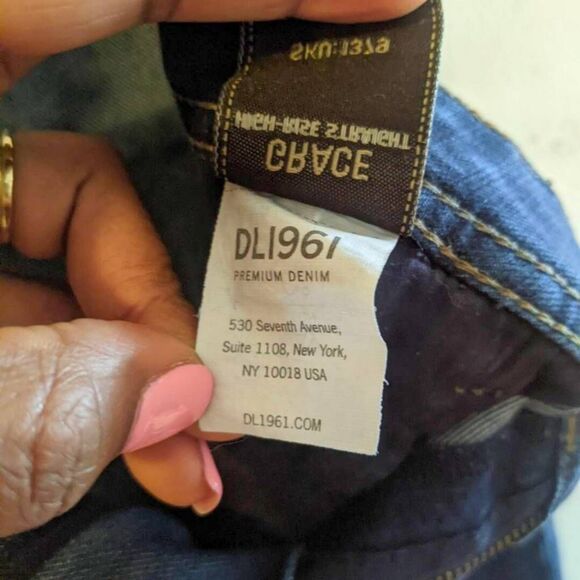 GRACE
HIGH-RISE STRAIGHT
SKU:1379
DL1961
PREMIUM DENIM
530 Seventh Avenue,
Suite 1108, New York,
NY 10018 USA
DL1961.COM